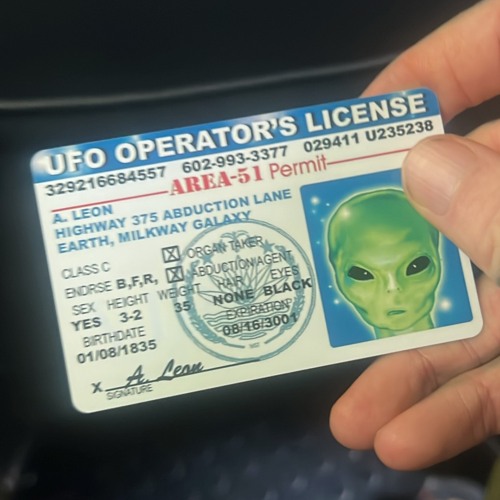 UFO OPERATOR'S LICENSE
329216684557 602-993-3377 029411 U235238
AREA-51 Permit
A. LEON
HIGHWAY 375 ABDUCTION LANE
EARTH, MILKWAY GALAXY
CLASS C X ORGAN TAKER
ENDRSE B,F,R, X ABDUCTION AGENT
SEX HEIGHT WEIGHT HAIR EYES
YES 3-2 35 NONE BLACK
BIRTHDATE EXPIRATION
01/08/1835 08/16/3001
X A. Leon
SIGNATURE